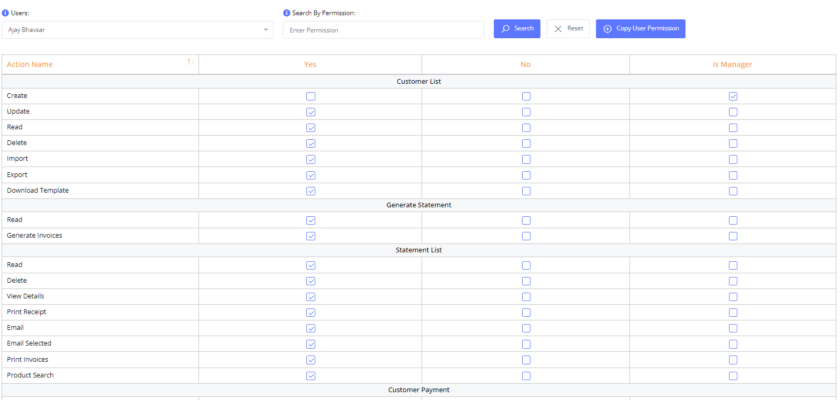 Users:
Search By Permission:
Ajay Bhavsar
Enter Permission
Search
Reset
Copy User Permission
Action Name
Yes
No
Is Manager
Customer List
Create
Update
Read
Delete
Import
Export
Download Template
Generate Statement
Read
Generate Invoices
Statement List
Read
Delete
View Details
Print Receipt
Email
Email Selected
Print Invoices
Product Search
Customer Payment